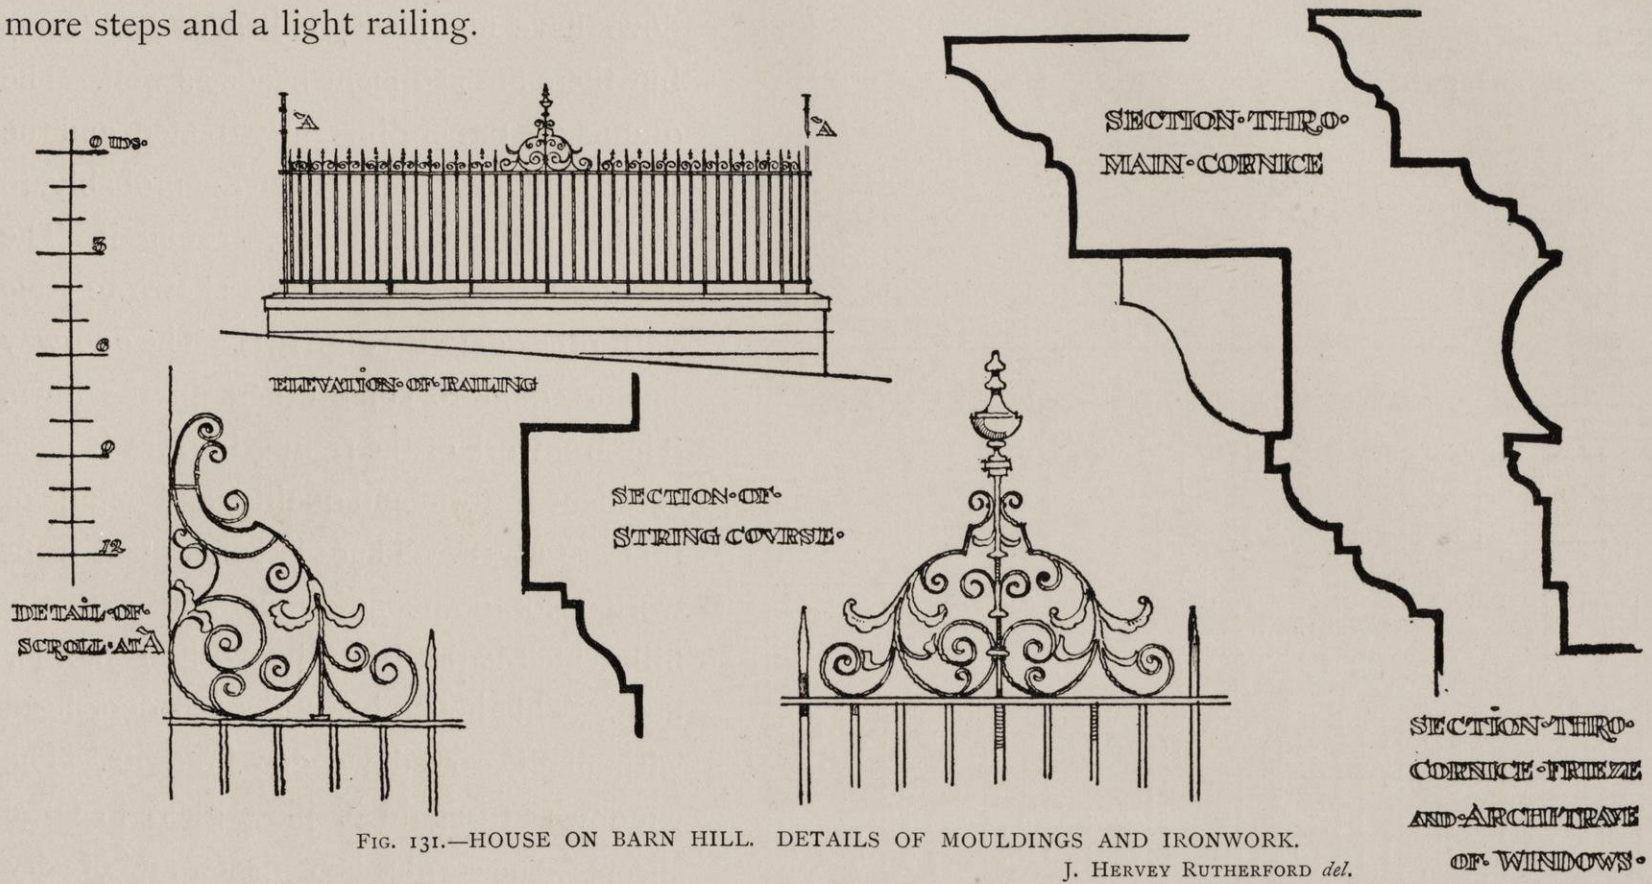 more steps and a light railing.
0 INS.
3
6
9
12
A
A
ELEVATION·OF·RAILING
SECTION·THRO·
MAIN·CORNICE
SECTION·OF·
STRING COVRSE·
DETAIL·OF·
SCROLL·AT A
SECTION·THRO·
CORNICE·FRIEZE
AND·ARCHITRAVE
OF·WINDOWS·
FIG. 131.—HOUSE ON BARN HILL. DETAILS OF MOULDINGS AND IRONWORK.
J. HERVEY RUTHERFORD del.